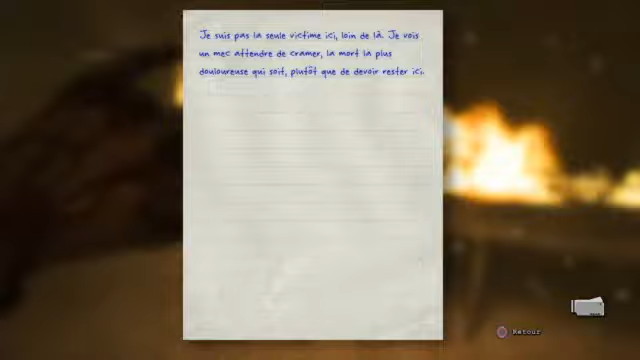 Je suis pas la seule victime ici, loin de là. Je vois
un mec attendre de cramer, la mort la plus
douloureuse qui soit, plutôt que de devoir rester ici.
Retour